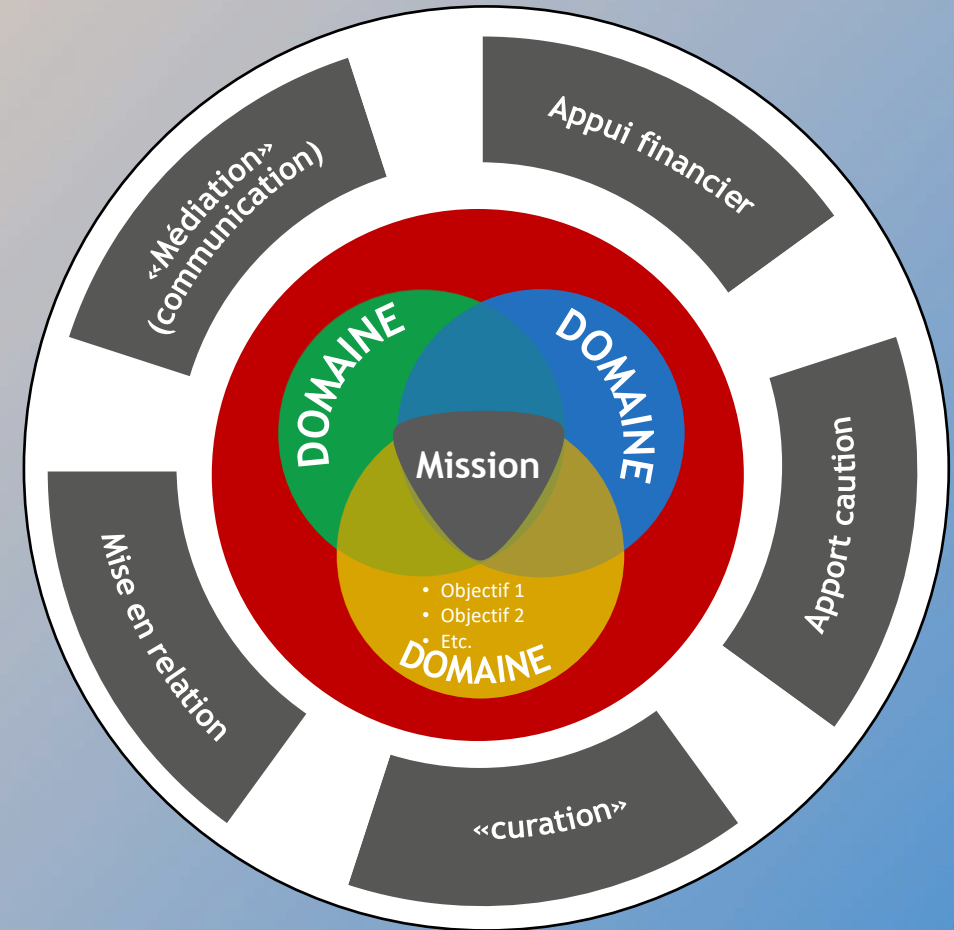 «Médiation»
(communication)
Appui financier
DOMAINE
DOMAINE
Mission
Apport caution
Mise en relation
• Objectif 1
• Objectif 2
• Etc.
DOMAINE
«curation»